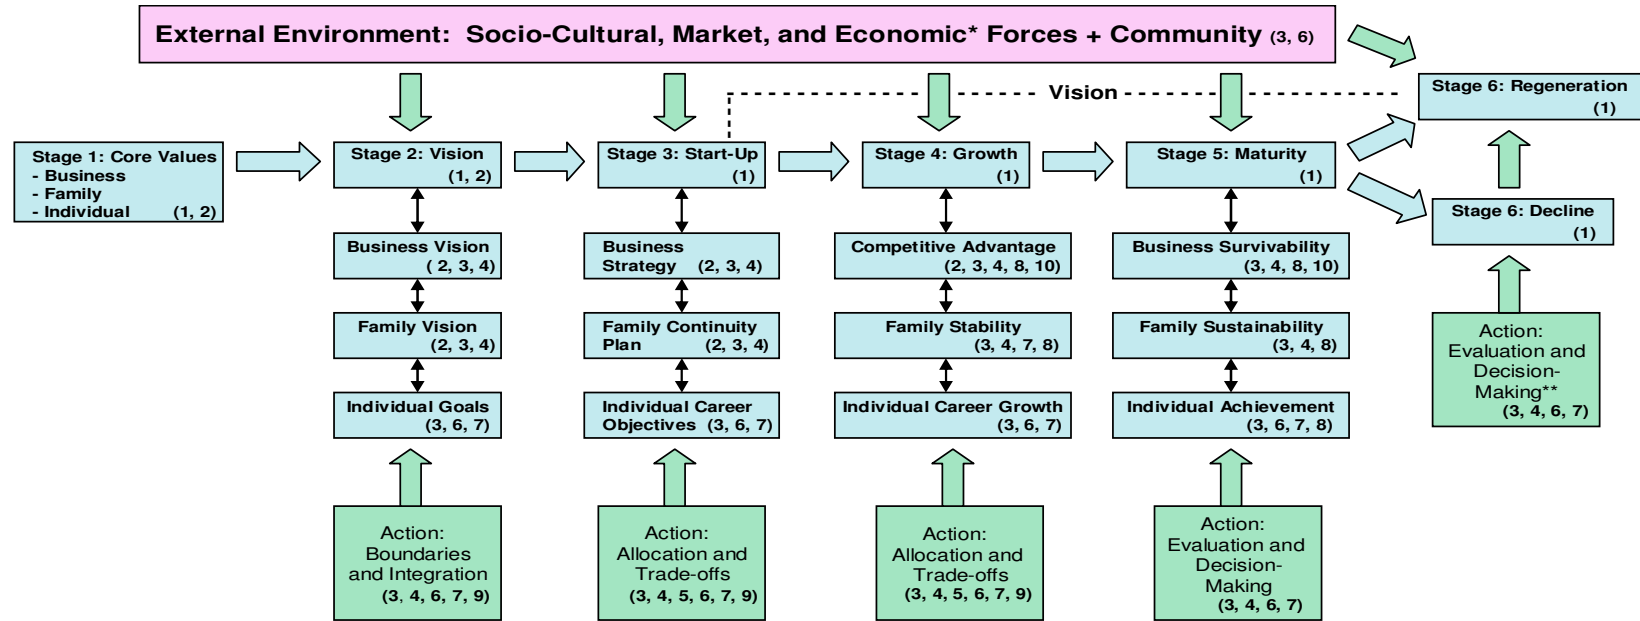 External Environment:  Socio-Cultural, Market, and Economic* Forces + Community (3, 6)
Vision
Stage 6: Regeneration
(1)
Stage 1: Core Values
- Business
- Family
- Individual (1, 2)
Stage 2: Vision
(1, 2)
Stage 3: Start-Up
(1)
Stage 4: Growth
(1)
Stage 5: Maturity
(1)
Stage 6: Decline
(1)
Business Vision
( 2, 3, 4)
Business
Strategy (2, 3, 4)
Competitive Advantage
(2, 3, 4, 8, 10)
Business Survivability
(3, 4, 8, 10)
Family Vision
(2, 3, 4)
Family Continuity
Plan (2, 3, 4)
Family Stability
(3, 4, 7, 8)
Family Sustainability
(3, 4, 8)
Action:
Evaluation and
Decision-
Making**
(3, 4, 6, 7)
Individual Goals
(3, 6, 7)
Individual Career
Objectives (3, 6, 7)
Individual Career Growth
(3, 6, 7)
Individual Achievement
(3, 6, 7, 8)
Action:
Boundaries
and Integration
(3, 4, 6, 7, 9)
Action:
Allocation and
Trade-offs
(3, 4, 5, 6, 7, 9)
Action:
Allocation and
Trade-offs
(3, 4, 5, 6, 7, 9)
Action:
Evaluation and
Decision-
Making
(3, 4, 6, 7)